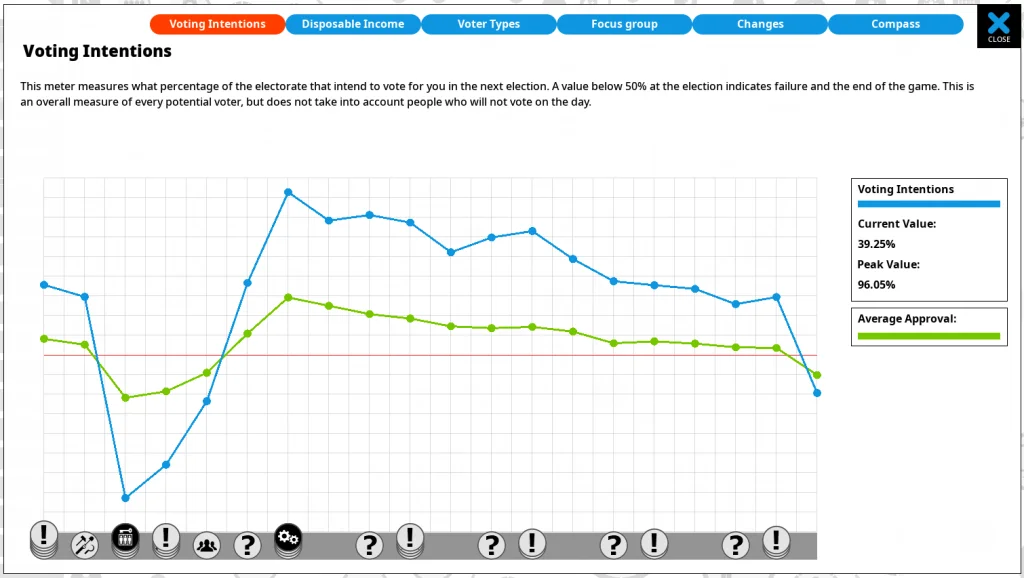 Voting Intentions
Disposable Income
Voter Types
Focus group
Changes
Compass
CLOSE
Voting Intentions
This meter measures what percentage of the electorate that intend to vote for you in the next election. A value below 50% at the election indicates failure and the end of the game. This is
an overall measure of every potential voter, but does not take into account people who will not vote on the day.
Voting Intentions
Current Value:
39.25%
Peak Value:
96.05%
Average Approval:
! ! ? ? ! ? ! ? ! ? !